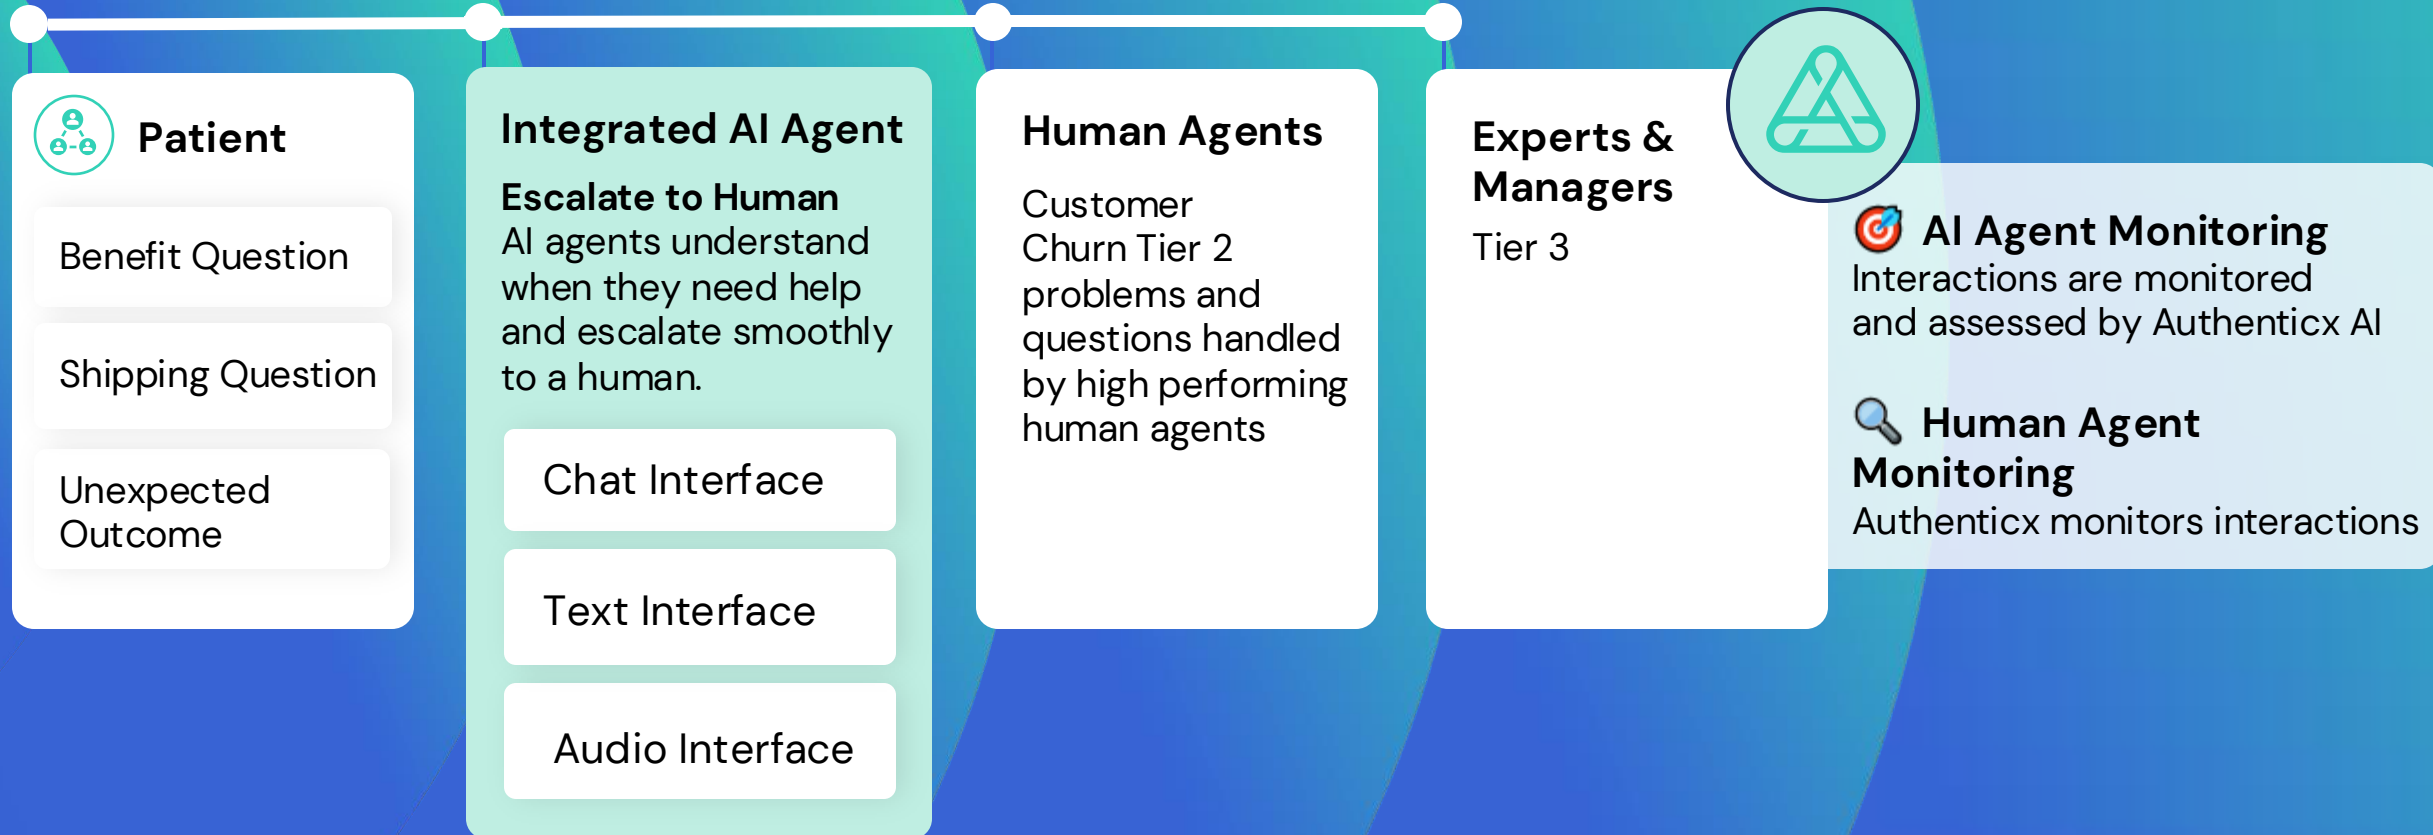 Patient
Benefit Question
Shipping Question
Unexpected
Outcome
Integrated AI Agent
Escalate to Human
AI agents understand
when they need help
and escalate smoothly
to a human.
Chat Interface
Text Interface
Audio Interface
Human Agents
Customer
Churn Tier 2
problems and
questions handled
by high performing
human agents
Experts &
Managers
Tier 3
AI Agent Monitoring
Interactions are monitored
and assessed by Authenticx AI
Human Agent
Monitoring
Authenticx monitors interactions